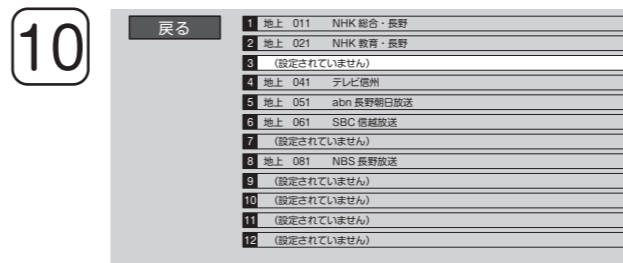 10
戻る
1 地上 011 NHK 総合・長野
2 地上 021 NHK 教育・長野
3 (設定されていません)
4 地上 041 テレビ信州
5 地上 051 abn 長野朝日放送
6 地上 061 SBC 信越放送
7 (設定されていません)
8 地上 081 NBS 長野放送
9 (設定されていません)
10 (設定されていません)
11 (設定されていません)
12 (設定されていません)